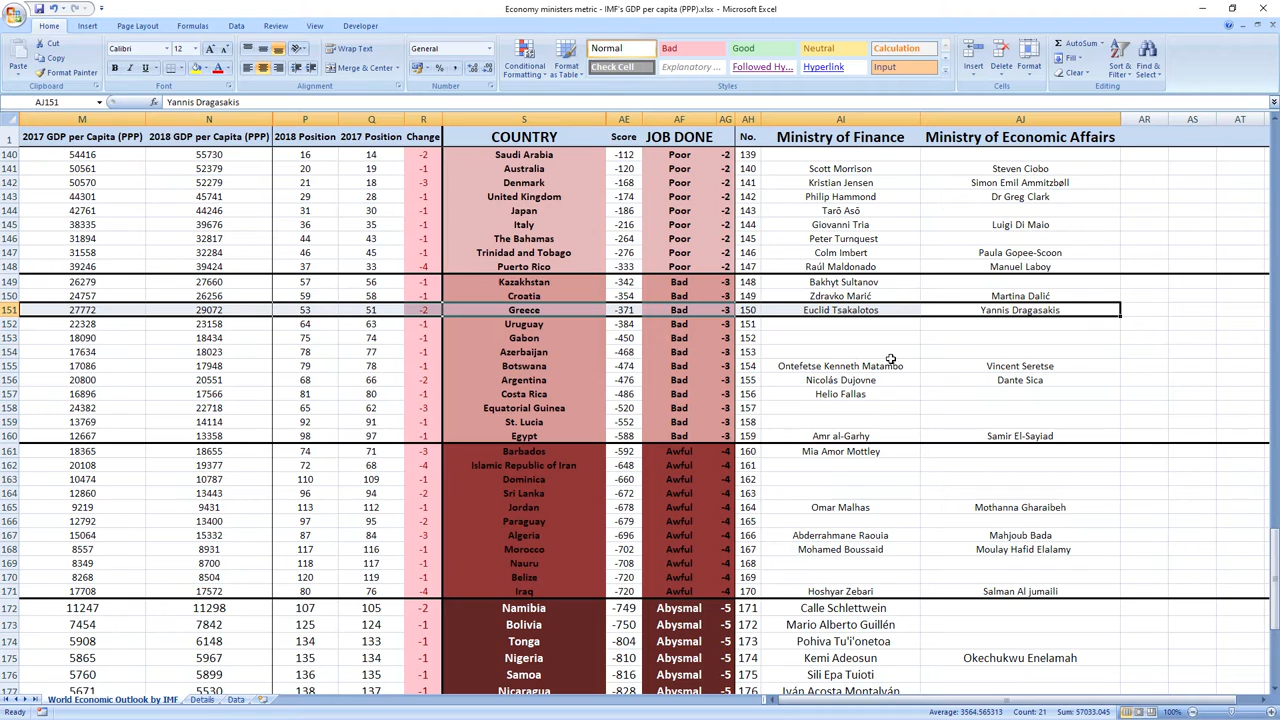 Economy ministers metric - IMF's GDP per capita (PPP).xlsx - Microsoft Excel
Home Insert Page Layout Formulas Data Review Position View Developer
Cut Calibri 12 Wrap Text General Normal Bad Good Neutral Calculation AutoSum
Copy Fill
Paste Format Painter Merge & Center Conditional Formatting Format as Table Check Cell Explanatory ... Followed Hy... Hyperlink Input Insert Delete Format Clear Sort & Filter Find & Select
Clipboard Font Alignment Number Styles Cells Editing
AJ151 Yannis Dragasakis
M N P Q R S AE AF AG AH AI AJ AR AS AT
1 2017 GDP per Capita (PPP) 2018 GDP per Capita (PPP) 2018 Position 2017 Position Change COUNTRY Score JOB DONE No. Ministry of Finance Ministry of Economic Affairs
140 54416 55730 16 14 -2 Saudi Arabia -112 Poor -2 139
141 50561 52379 20 19 -1 Australia -120 Poor -2 140 Scott Morrison Steven Ciobo
142 50570 52279 21 18 -3 Denmark -168 Poor -2 141 Kristian Jensen Simon Emil Ammitzbøll
143 44301 45741 29 28 -1 United Kingdom -174 Poor -2 142 Philip Hammond Dr Greg Clark
144 42761 44246 31 30 -1 Japan -186 Poor -2 143 Tarō Asō
145 38335 39676 36 35 -1 Italy -216 Poor -2 144 Giovanni Tria Luigi Di Maio
146 31894 32817 44 43 -1 The Bahamas -264 Poor -2 145 Peter Turnquest
147 31558 32284 46 45 -1 Trinidad and Tobago -276 Poor -2 146 Colm Imbert Paula Gopee-Scoon
148 39246 39424 37 33 -4 Puerto Rico -333 Poor -2 147 Raúl Maldonado Manuel Laboy
149 26279 27660 57 56 -1 Kazakhstan -342 Bad -3 148 Bakhyt Sultanov
150 24757 26256 59 58 -1 Croatia -354 Bad -3 149 Zdravko Marić Martina Dalić
151 27772 29072 53 51 -2 Greece -371 Bad -3 150 Euclid Tsakalotos Yannis Dragasakis
152 22328 23158 64 63 -1 Uruguay -384 Bad -3 151
153 18090 18434 75 74 -1 Gabon -450 Bad -3 152
154 17634 18023 78 77 -1 Azerbaijan -468 Bad -3 153
155 17086 17948 79 78 -1 Botswana -474 Bad -3 154 Ontefetse Kenneth Matambo Vincent Seretse
156 20800 20551 68 66 -2 Argentina -476 Bad -3 155 Nicolás Dujovne Dante Sica
157 16896 17568 81 80 -1 Costa Rica -486 Bad -3 156 Helio Fallas
158 24382 22718 65 62 -3 Equatorial Guinea -520 Bad -3 157
159 13769 14114 92 91 -1 St. Lucia -552 Bad -3 158
160 12667 13358 98 97 -1 Egypt -588 Bad -3 159 Amr al-Garhy Samir El-Sayiad
161 18365 18655 74 71 -3 Barbados -592 Awful -4 160 Mia Amor Mottley
162 20108 19377 72 68 -4 Islamic Republic of Iran -648 Awful -4 161
163 10474 10787 110 109 -1 Dominica -660 Awful -4 162
164 12860 13443 96 94 -2 Sri Lanka -672 Awful -4 163
165 9219 9431 113 112 -1 Jordan -678 Awful -4 164 Omar Malhas Mothanna Gharaibeh
166 12792 13400 97 95 -2 Paraguay -679 Awful -4 165
167 15064 15332 87 84 -3 Algeria -696 Awful -4 166 Abderrahmane Raouia Mahjoub Bada
168 8557 8931 117 116 -1 Morocco -702 Awful -4 167 Mohamed Boussaid Moulay Hafid Elalamy
169 8349 8700 118 117 -1 Nauru -708 Awful -4 168
170 8268 8504 120 119 -1 Belize -720 Awful -4 169
171 17708 17572 80 76 -4 Iraq -720 Awful -4 170 Hoshyar Zebari Salman Al jumaili
172 11247 11298 107 105 -2 Namibia -749 Abysmal -5 171 Calle Schlettwein
173 7454 7842 125 124 -1 Bolivia -750 Abysmal -5 172 Mario Alberto Guillén
174 5908 6148 134 133 -1 Tonga -804 Abysmal -5 173 Pohiva Tu'i'onetoa
175 5865 5967 135 134 -1 Nigeria -810 Abysmal -5 174 Kemi Adeosun Okechukwu Enelamah
176 5760 5899 136 135 -1 Samoa -816 Abysmal -5 175 Sili Epa Tuioti
177 5671 5530 138 137 -1 Nicaragua -828 Abysmal -5 176 Iván Acosta Montalván
World Economic Outlook by IMF Details Data
Ready Average: 3564.565313 Count: 21 Sum: 57033.045 100%